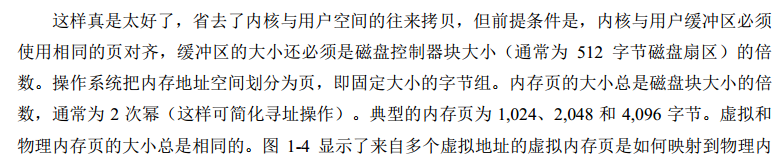 这样真是太好了，省去了内核与用户空间的往来拷贝，但前提条件是，内核与用户缓冲区必须
使用相同的页对齐，缓冲区的大小还必须是磁盘控制器块大小（通常为 512 字节磁盘扇区）的倍
数。操作系统把内存地址空间划分为页，即固定大小的字节组。内存页的大小总是磁盘块大小的倍
数，通常为 2 次幂（这样可简化寻址操作）。典型的内存页为 1,024、2,048 和 4,096 字节。虚拟和
物理内存页的大小总是相同的。图 1-4 显示了来自多个虚拟地址的虚拟内存页是如何映射到物理内